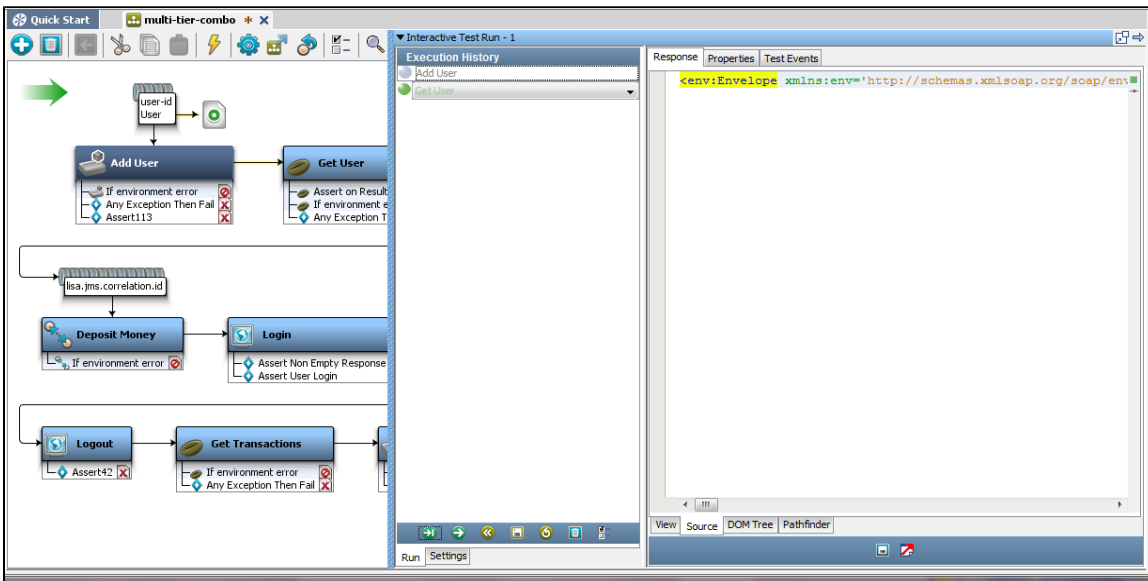 Quick Start
multi-tier-combo
Interactive Test Run - 1
Execution History
Add User
Get User
Response
Properties
Test Events
<env:Envelope xmlns:env='http://schemas.xmlsoap.org/soap/env
user-id
User
Add User
If environment error
Any Exception Then Fail
Assert113
Get User
Assert on Result
If environment e
Any Exception T
lisa.jms.correlation.id
Deposit Money
If environment error
Login
Assert Non Empty Response
Assert User Login
Logout
Assert42
Get Transactions
If environment error
Any Exception Then Fail
Run
Settings
View
Source
DOM Tree
Pathfinder